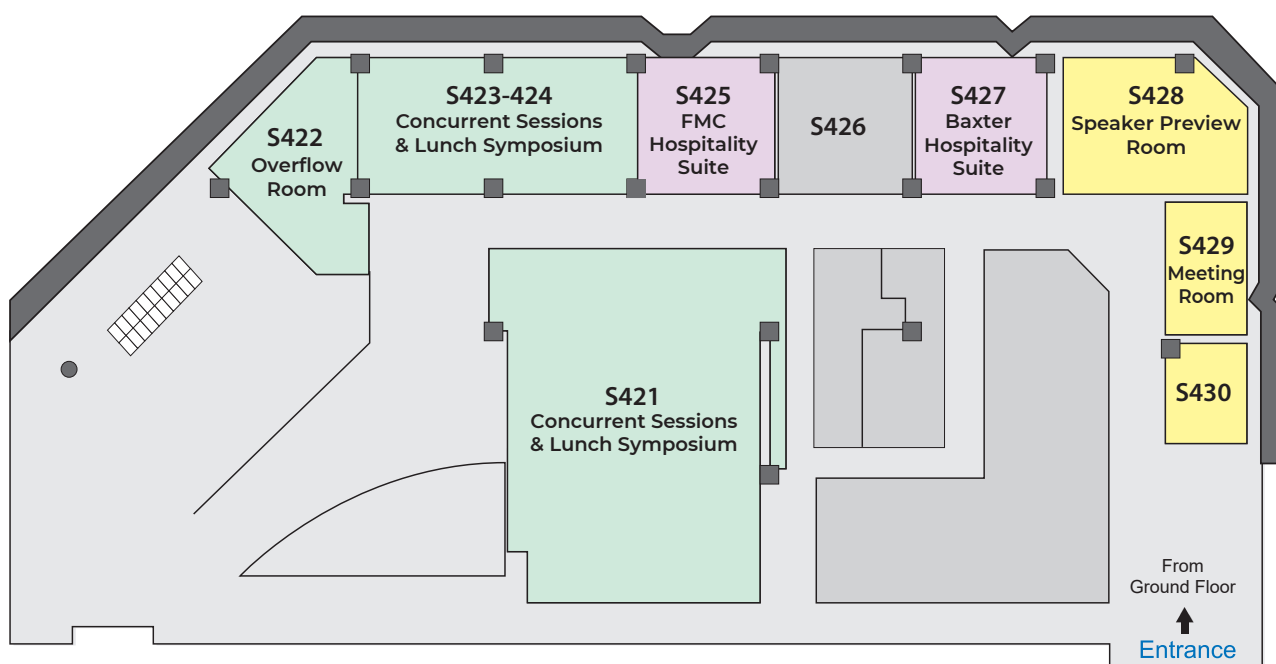 S422
Overflow
Room
S423-424
Concurrent Sessions
& Lunch Symposium
S425
FMC
Hospitality
Suite
S426
S427
Baxter
Hospitality
Suite
S428
Speaker Preview
Room
S429
Meeting
Room
S430
S421
Concurrent Sessions
& Lunch Symposium
From
Ground Floor
Entrance